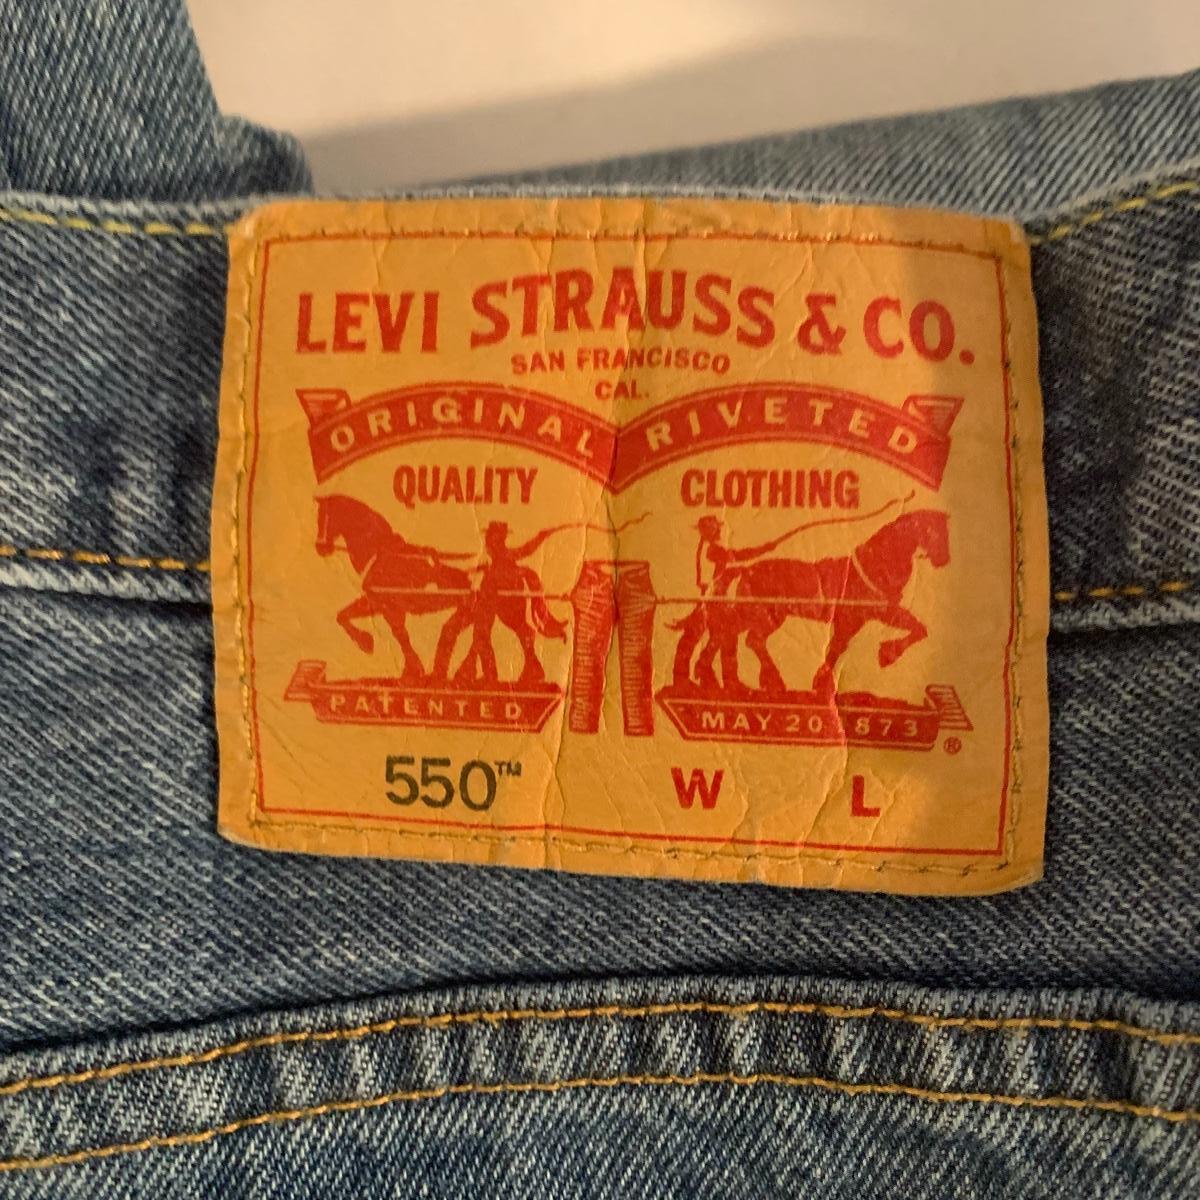 LEVI STRAUSS & CO.
SAN FRANCISCO
CAL.
ORIGINAL RIVETED
QUALITY CLOTHING
PATENTED MAY 20 1873 ®
550™ W L